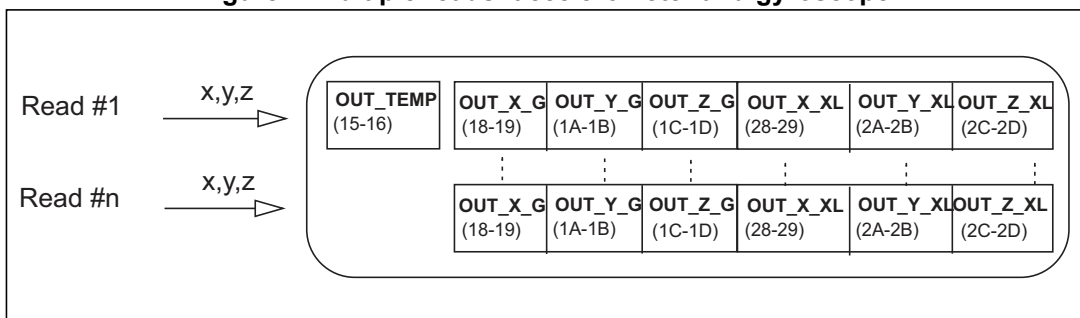 Read #1
x,y,z
OUT_TEMP OUT_X_G OUT_Y_G OUT_Z_G OUT_X_XL OUT_Y_XL OUT_Z_XL
(15-16) (18-19) (1A-1B) (1C-1D) (28-29) (2A-2B) (2C-2D)
Read #n
x,y,z
OUT_X_G OUT_Y_G OUT_Z_G OUT_X_XL OUT_Y_XL OUT_Z_XL
(18-19) (1A-1B) (1C-1D) (28-29) (2A-2B) (2C-2D)